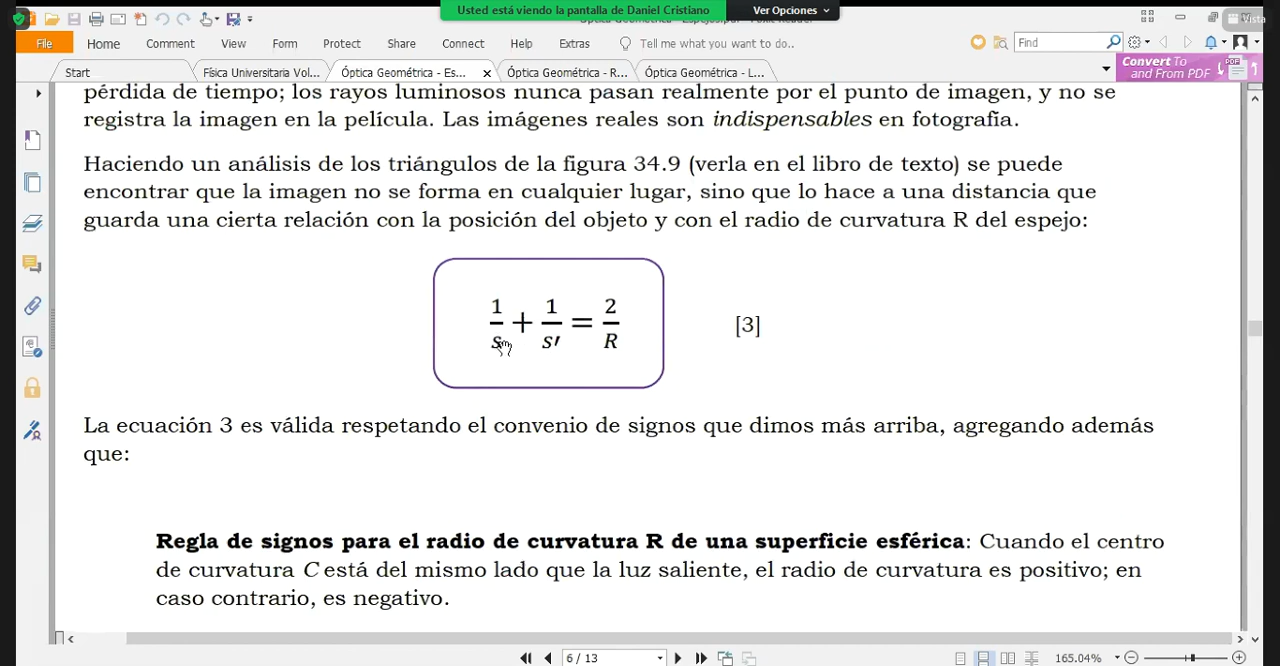 Usted está viendo la pantalla de Daniel Cristiano
Ver Opciones
Vista
File
Home
Comment
View
Form
Protect
Share
Connect
Help
Extras
Tell me what you want to do..
Find
Start
Física Universitaria Vol...
Óptica Geométrica - Es...
Óptica Geométrica - R...
Óptica Geométrica - L...
Convert To
and From PDF
PDF
pérdida de tiempo; los rayos luminosos nunca pasan realmente por el punto de imagen, y no se
registra la imagen en la película. Las imágenes reales son indispensables en fotografía.
Haciendo un análisis de los triángulos de la figura 34.9 (verla en el libro de texto) se puede
encontrar que la imagen no se forma en cualquier lugar, sino que lo hace a una distancia que
guarda una cierta relación con la posición del objeto y con el radio de curvatura R del espejo:
1/s + 1/s′ = 2/R [3]
La ecuación 3 es válida respetando el convenio de signos que dimos más arriba, agregando además
que:
Regla de signos para el radio de curvatura R de una superficie esférica: Cuando el centro
de curvatura C está del mismo lado que la luz saliente, el radio de curvatura es positivo; en
caso contrario, es negativo.
6 / 13
165.04%